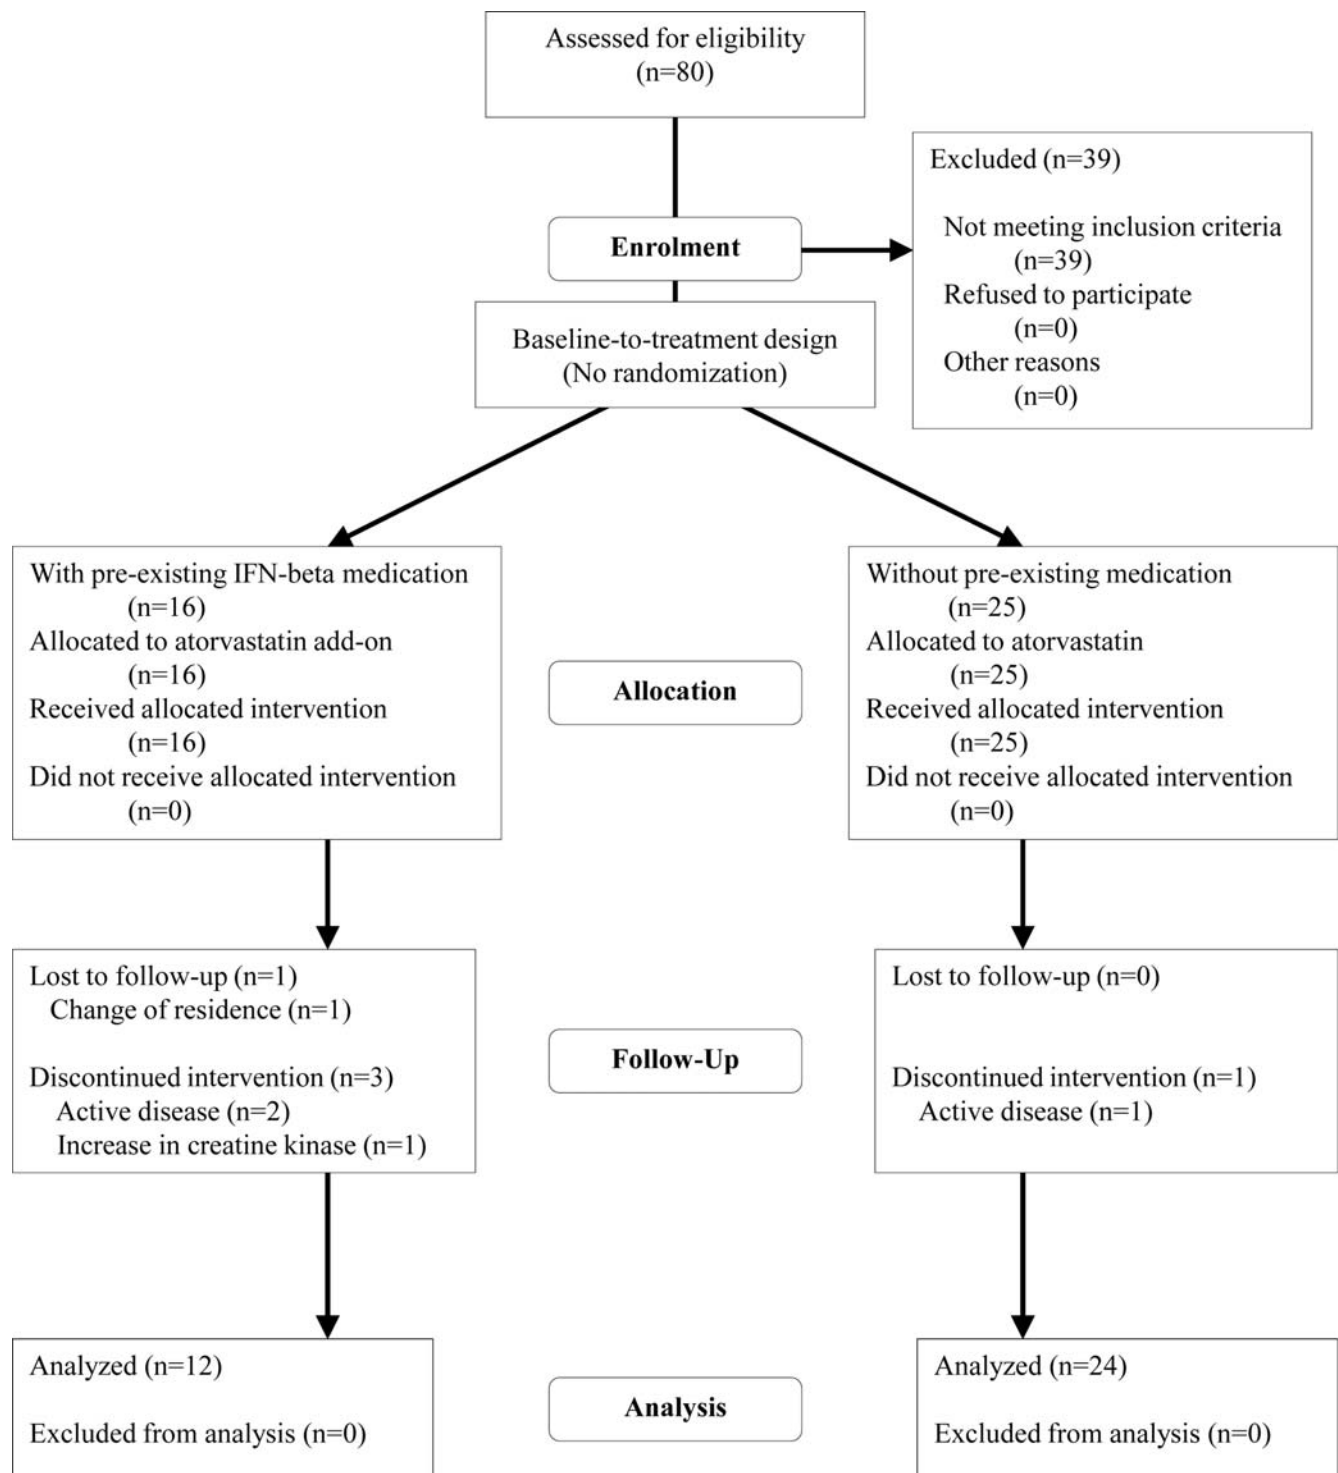 Assessed for eligibility
(n=80)
Excluded (n=39)
Not meeting inclusion criteria
(n=39)
Refused to participate
(n=0)
Other reasons
(n=0)
Enrolment
Baseline-to-treatment design
(No randomization)
With pre-existing IFN-beta medication
(n=16)
Allocated to atorvastatin add-on
(n=16)
Received allocated intervention
(n=16)
Did not receive allocated intervention
(n=0)
Allocation
Without pre-existing medication
(n=25)
Allocated to atorvastatin
(n=25)
Received allocated intervention
(n=25)
Did not receive allocated intervention
(n=0)
Lost to follow-up (n=1)
Change of residence (n=1)
Discontinued intervention (n=3)
Active disease (n=2)
Increase in creatine kinase (n=1)
Follow-Up
Lost to follow-up (n=0)
Discontinued intervention (n=1)
Active disease (n=1)
Analyzed (n=12)
Excluded from analysis (n=0)
Analysis
Analyzed (n=24)
Excluded from analysis (n=0)